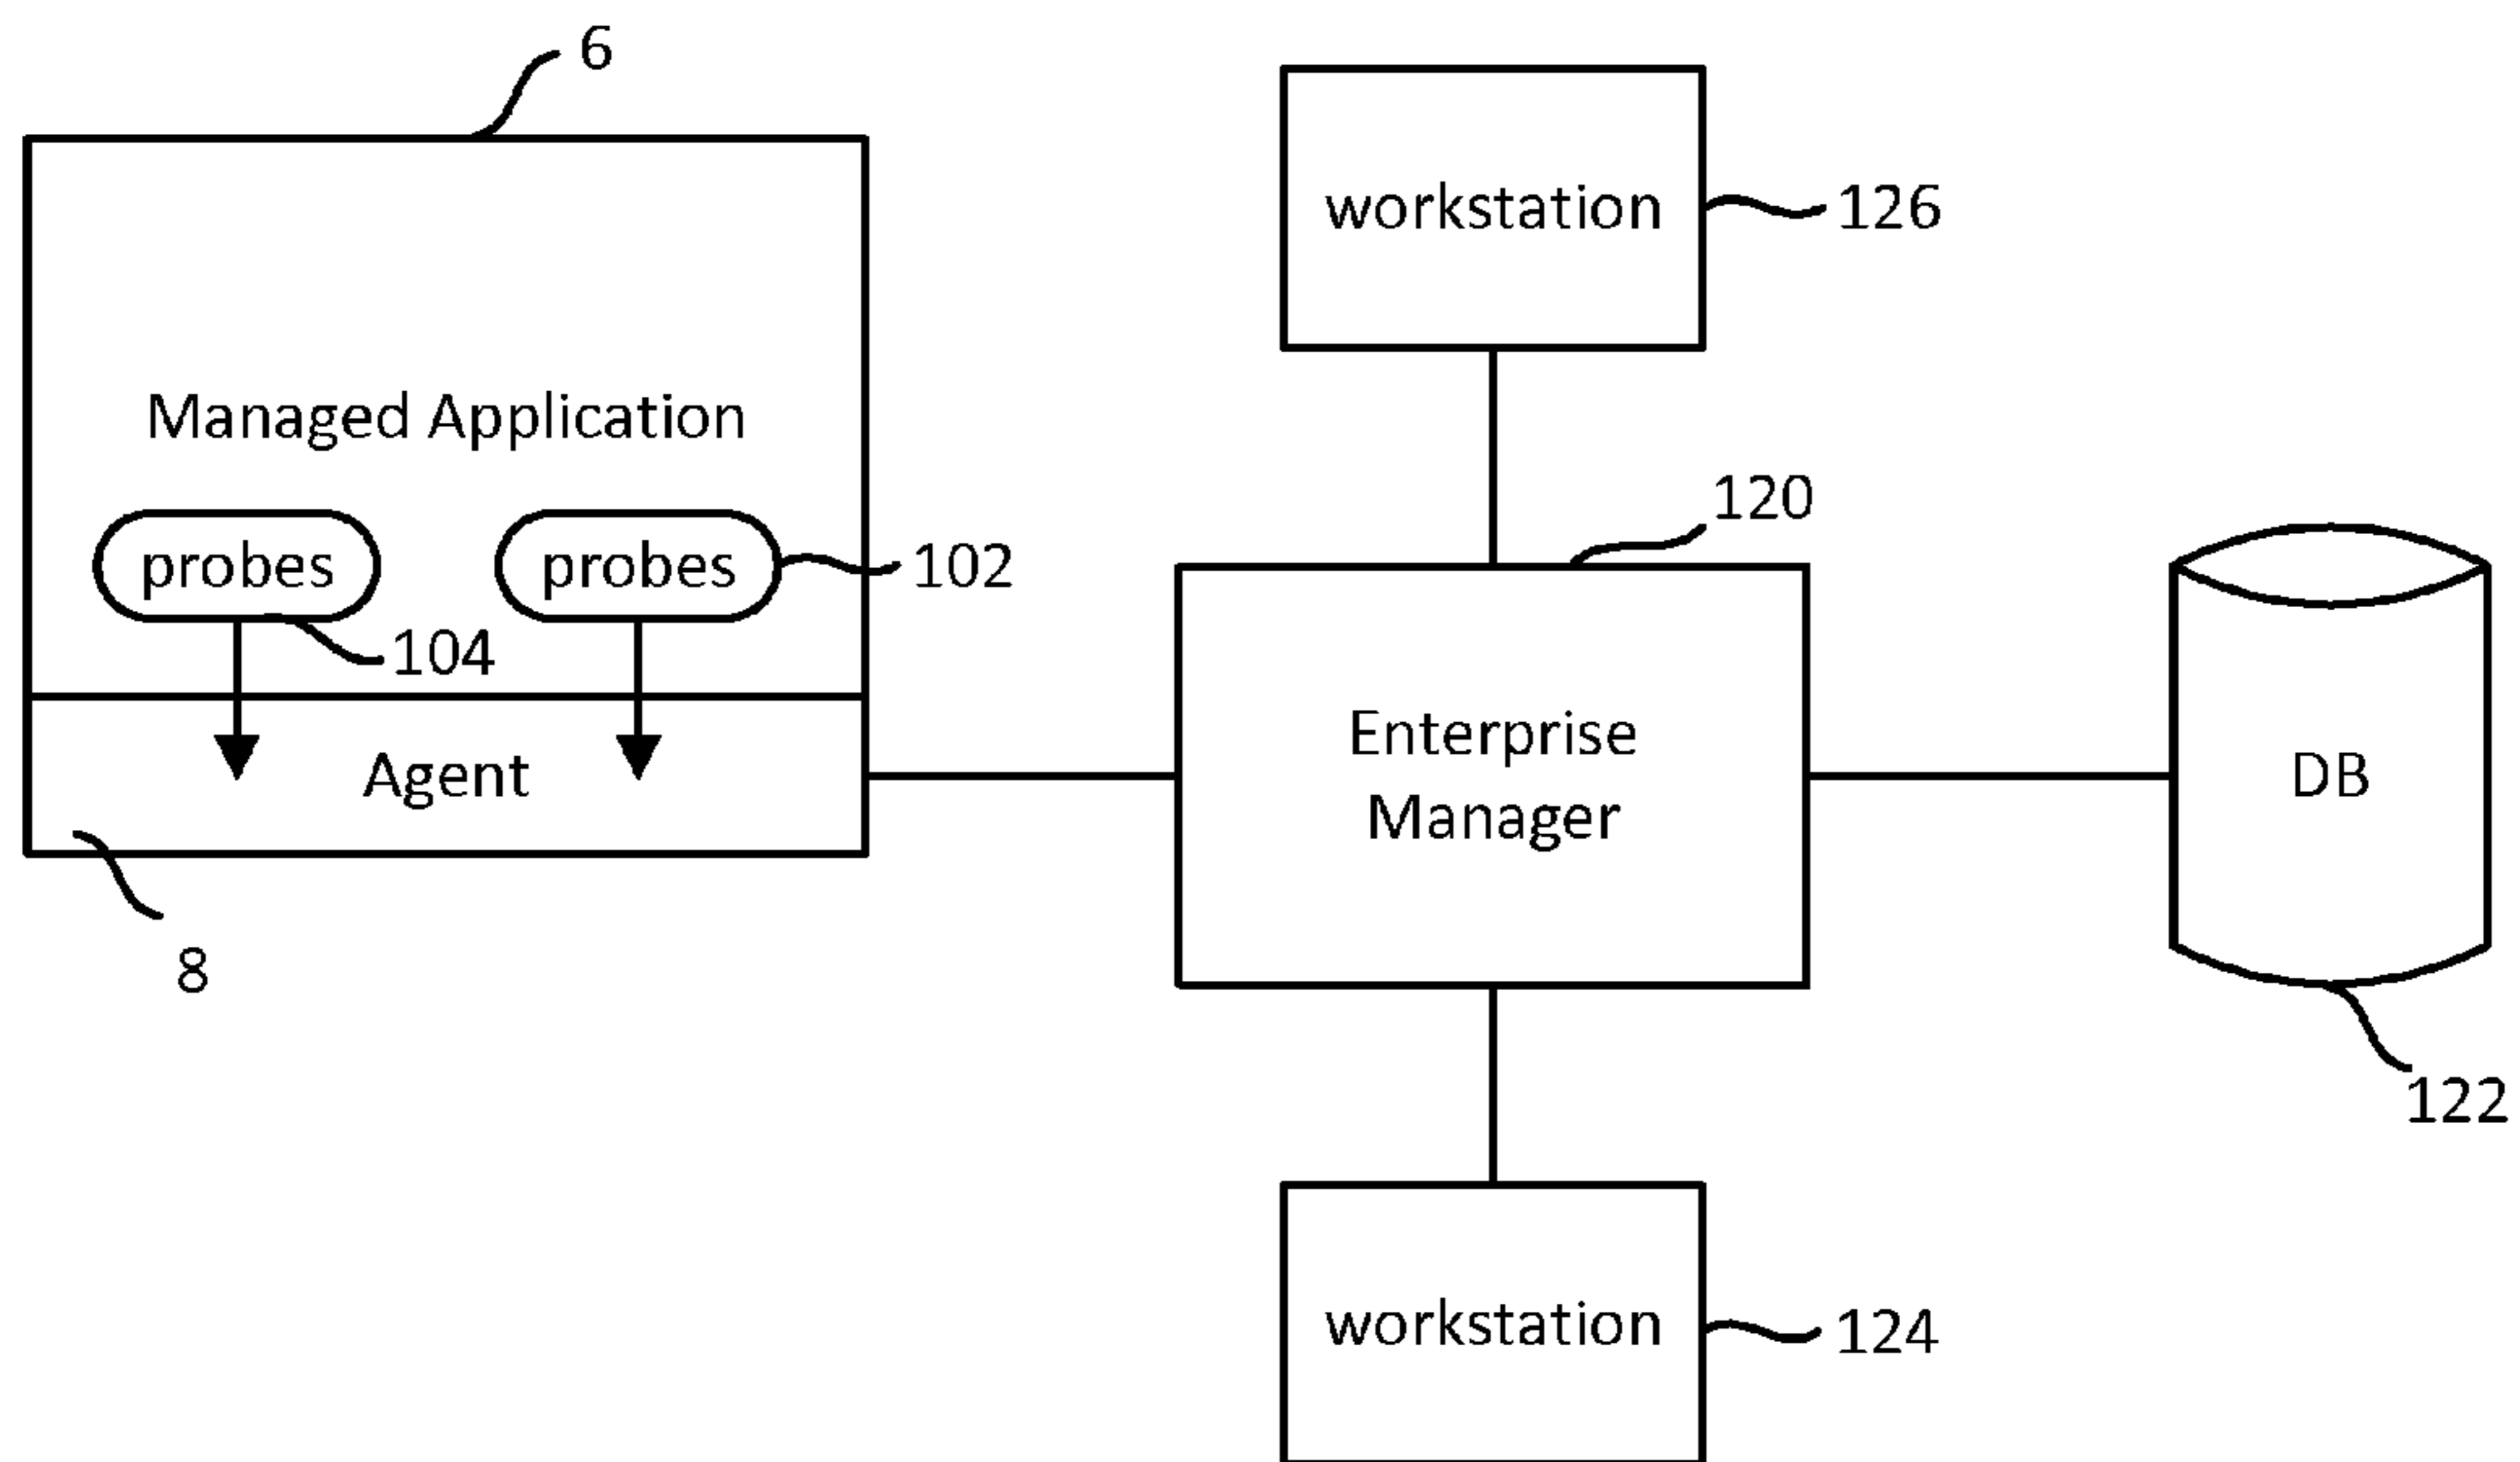 6
workstation
126
Managed Application
120
probes
probes
102
104
Agent
Enterprise
Manager
DB
8
122
workstation
124